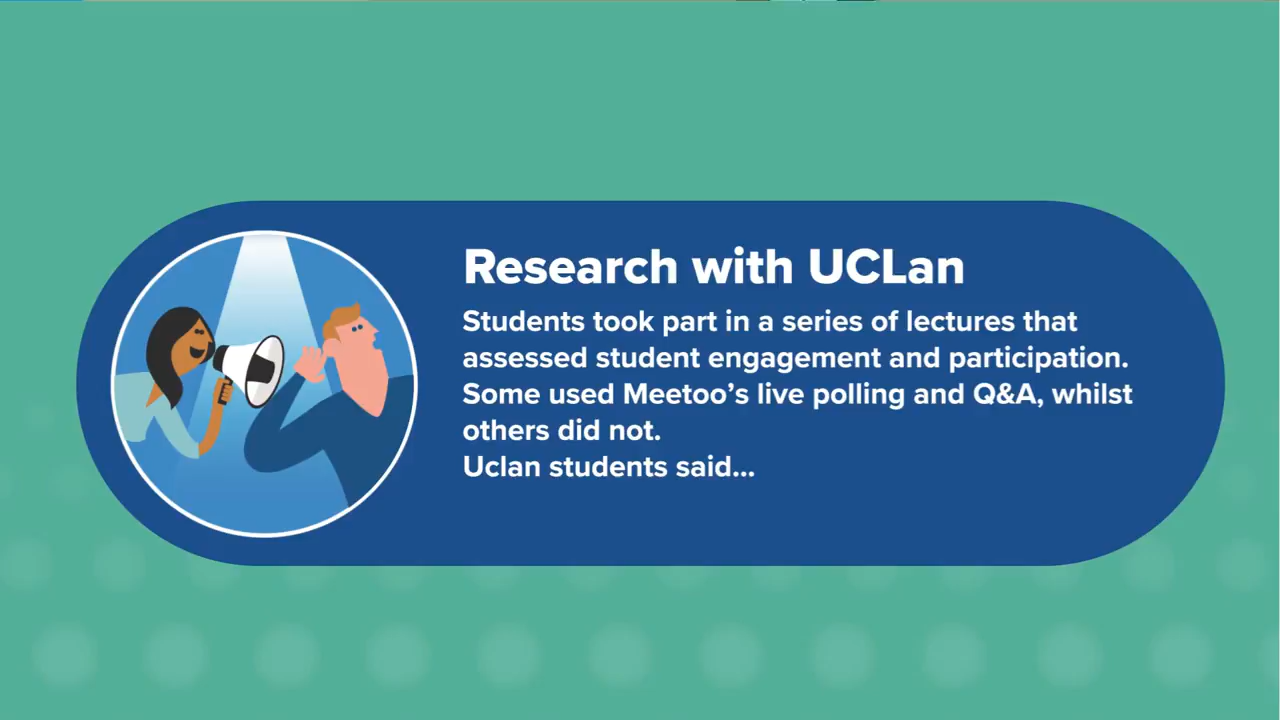 Research with UCLan
Students took part in a series of lectures that
assessed student engagement and participation.
Some used Meetoo’s live polling and Q&A, whilst
others did not.
Uclan students said...